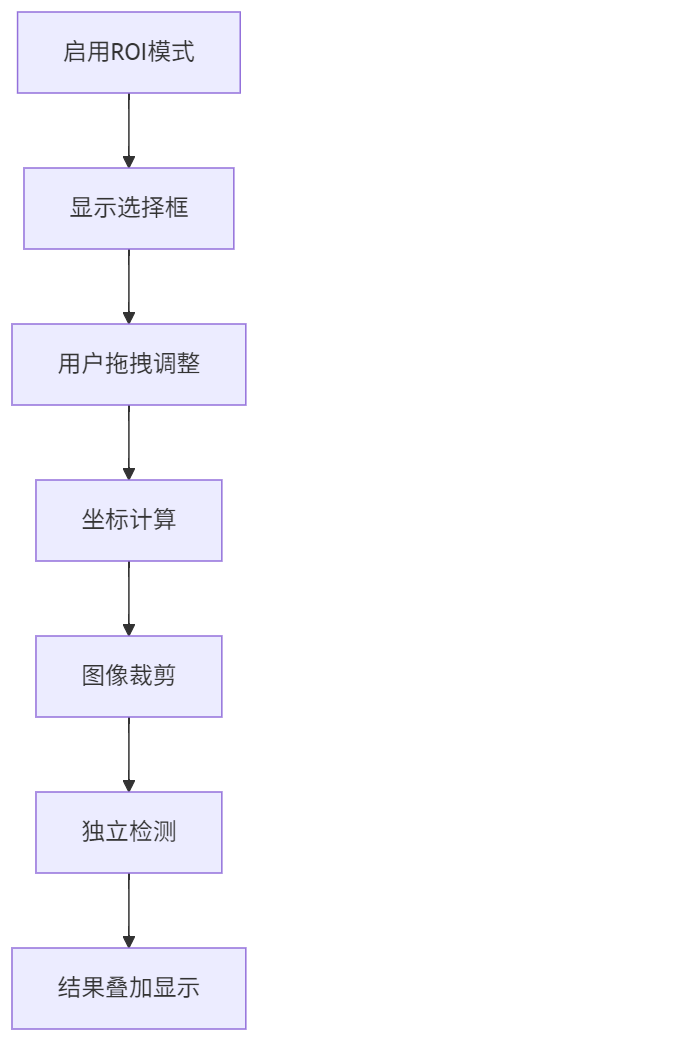 启用ROI模式
显示选择框
用户拖拽调整
坐标计算
图像裁剪
独立检测
结果叠加显示